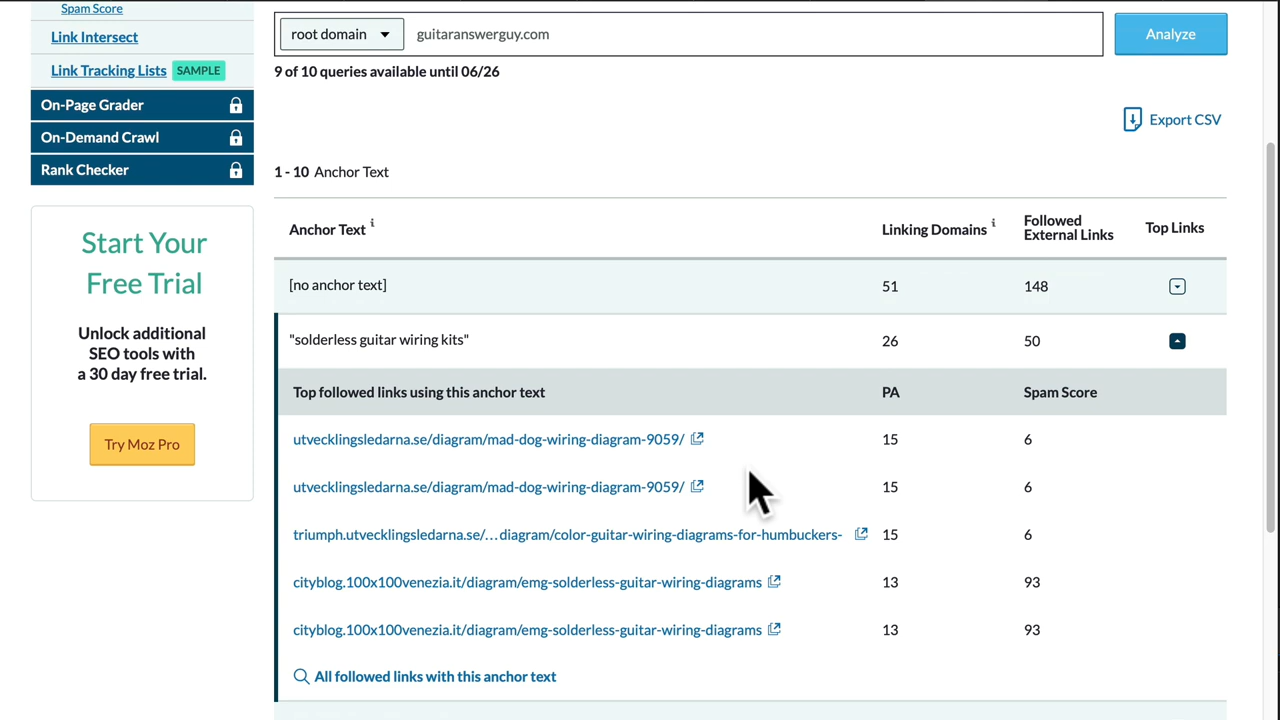 Spam Score
Link Intersect
Link Tracking Lists SAMPLE
On-Page Grader
On-Demand Crawl
Rank Checker
Start Your
Free Trial
Unlock additional
SEO tools with
a 30 day free trial.
Try Moz Pro
root domain guitaranswerguy.com Analyze
9 of 10 queries available until 06/26
Export CSV
1 - 10 Anchor Text
Anchor Text i Linking Domains i Followed External Links Top Links
[no anchor text] 51 148
"solderless guitar wiring kits" 26 50
Top followed links using this anchor text PA Spam Score
utvecklingsledarna.se/diagram/mad-dog-wiring-diagram-9059/ 15 6
utvecklingsledarna.se/diagram/mad-dog-wiring-diagram-9059/ 15 6
triumph.utvecklingsledarna.se/…diagram/color-guitar-wiring-diagrams-for-humbuckers- 15 6
cityblog.100x100venezia.it/diagram/emg-solderless-guitar-wiring-diagrams 13 93
cityblog.100x100venezia.it/diagram/emg-solderless-guitar-wiring-diagrams 13 93
All followed links with this anchor text